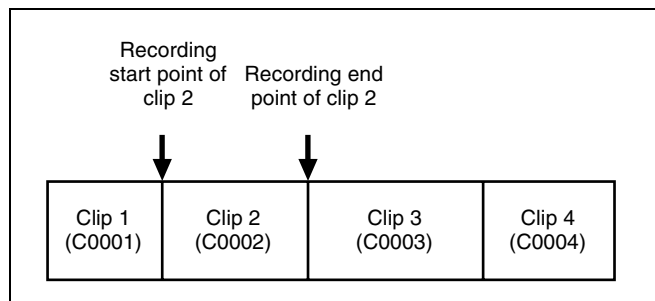 Recording
start point of
clip 2
Recording end
point of clip 2
Clip 1
(C0001)
Clip 2
(C0002)
Clip 3
(C0003)
Clip 4
(C0004)